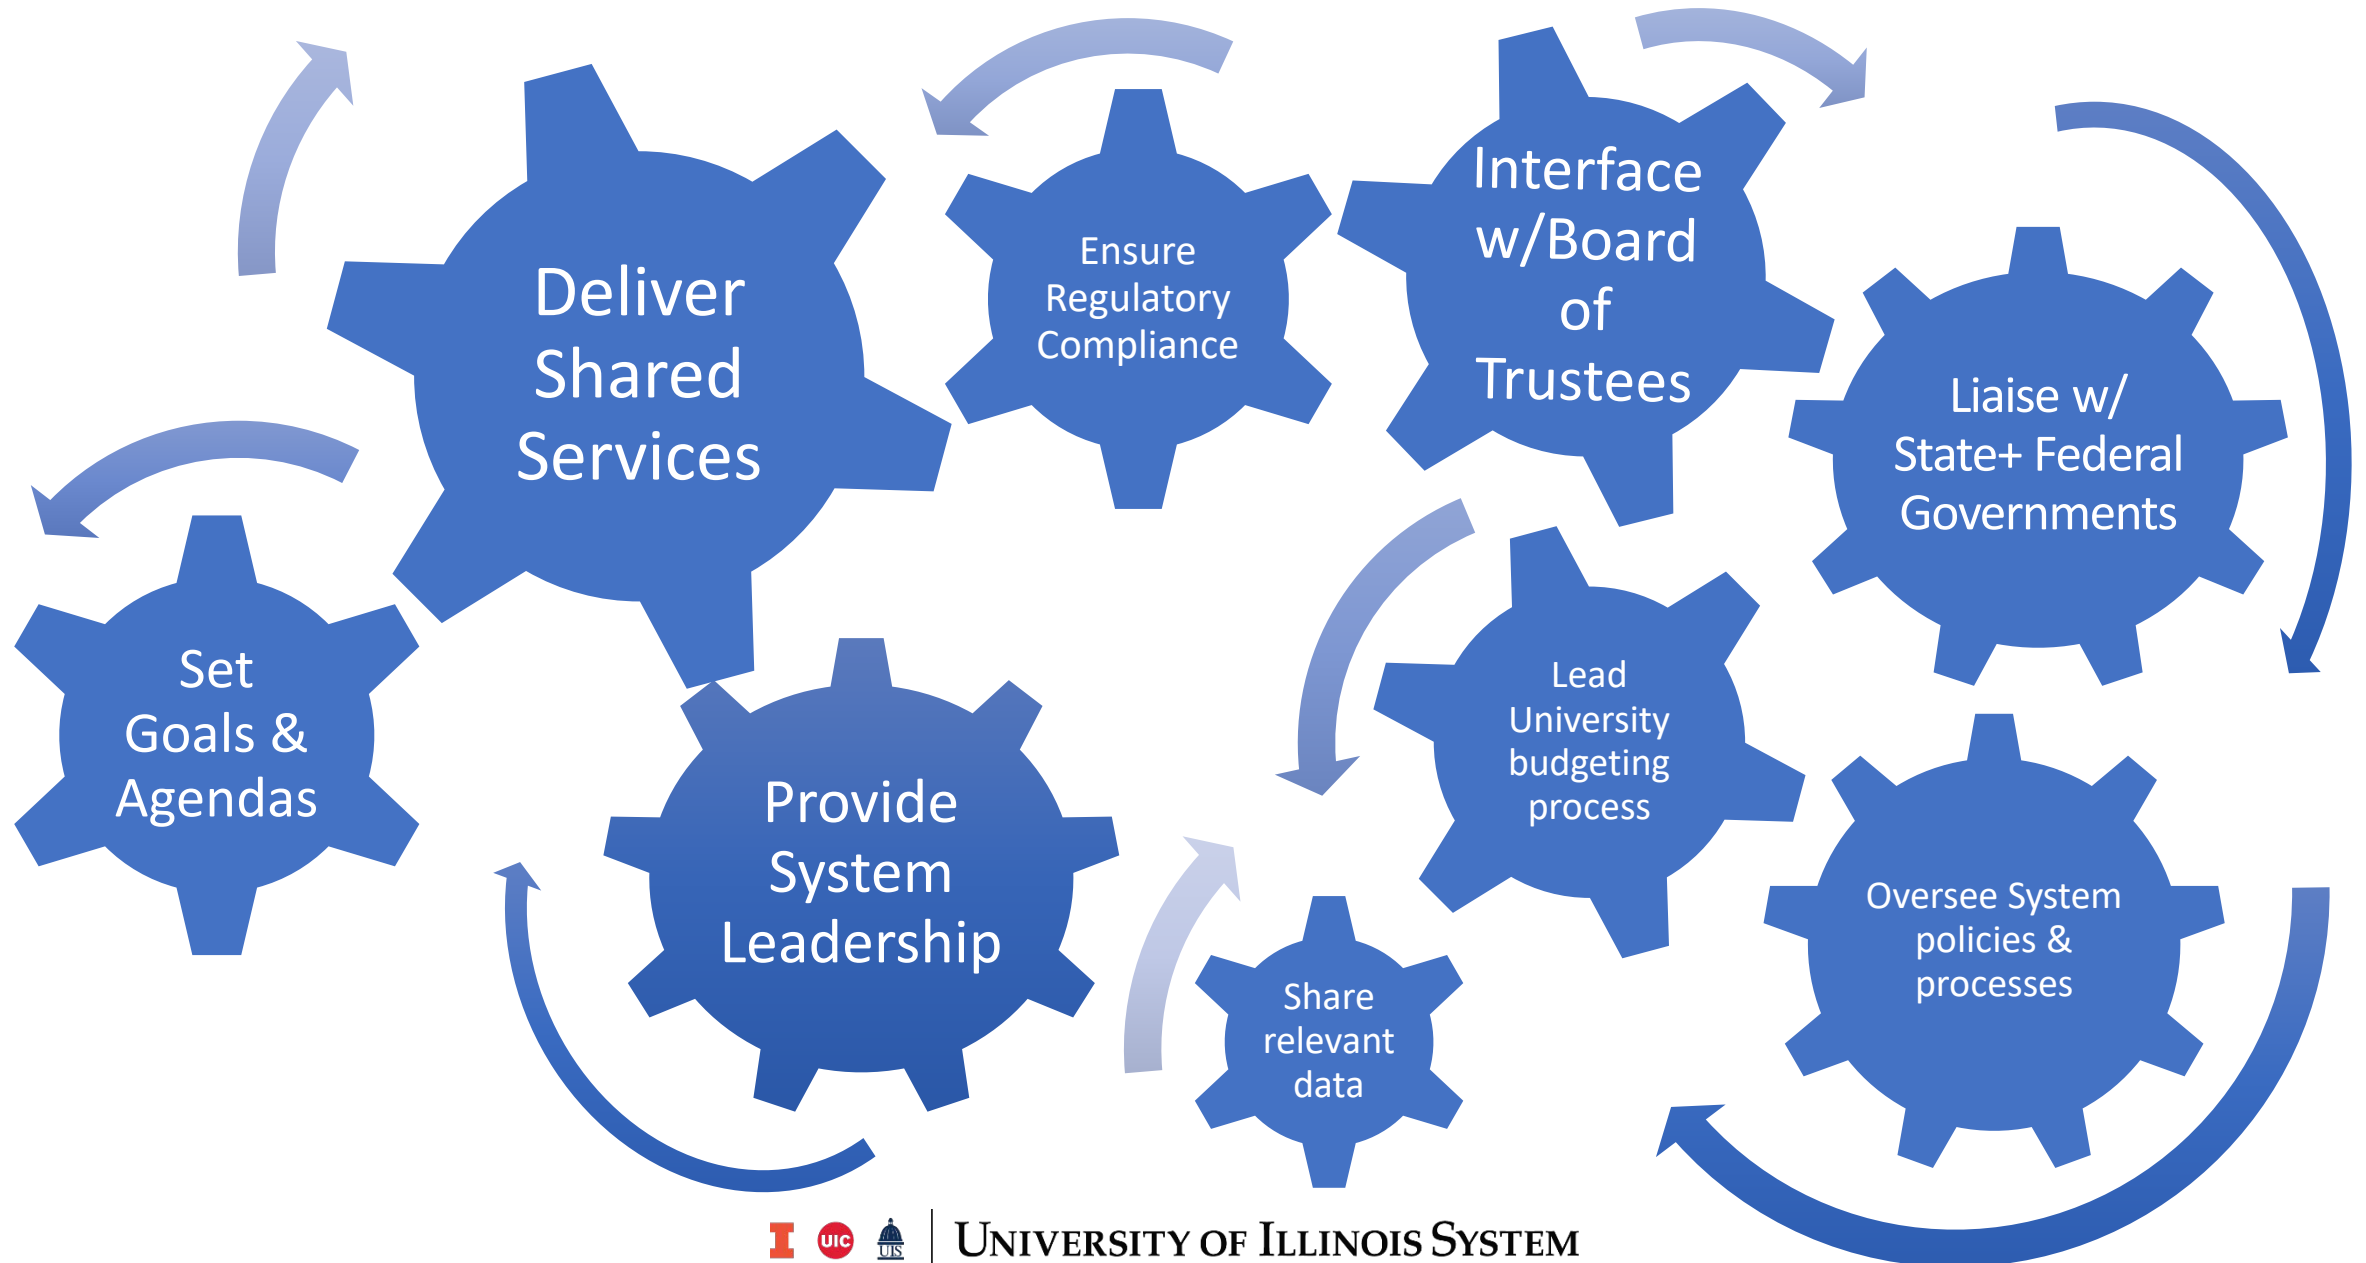 Deliver
Shared
Services
Ensure
Regulatory
Compliance
Interface
w/Board
of
Trustees
Liaise w/
State+ Federal
Governments
Set
Goals &
Agendas
Provide
System
Leadership
Lead
University
budgeting
process
Share
relevant
data
Oversee System
policies &
processes
I
UIC
UIS
UNIVERSITY OF ILLINOIS SYSTEM